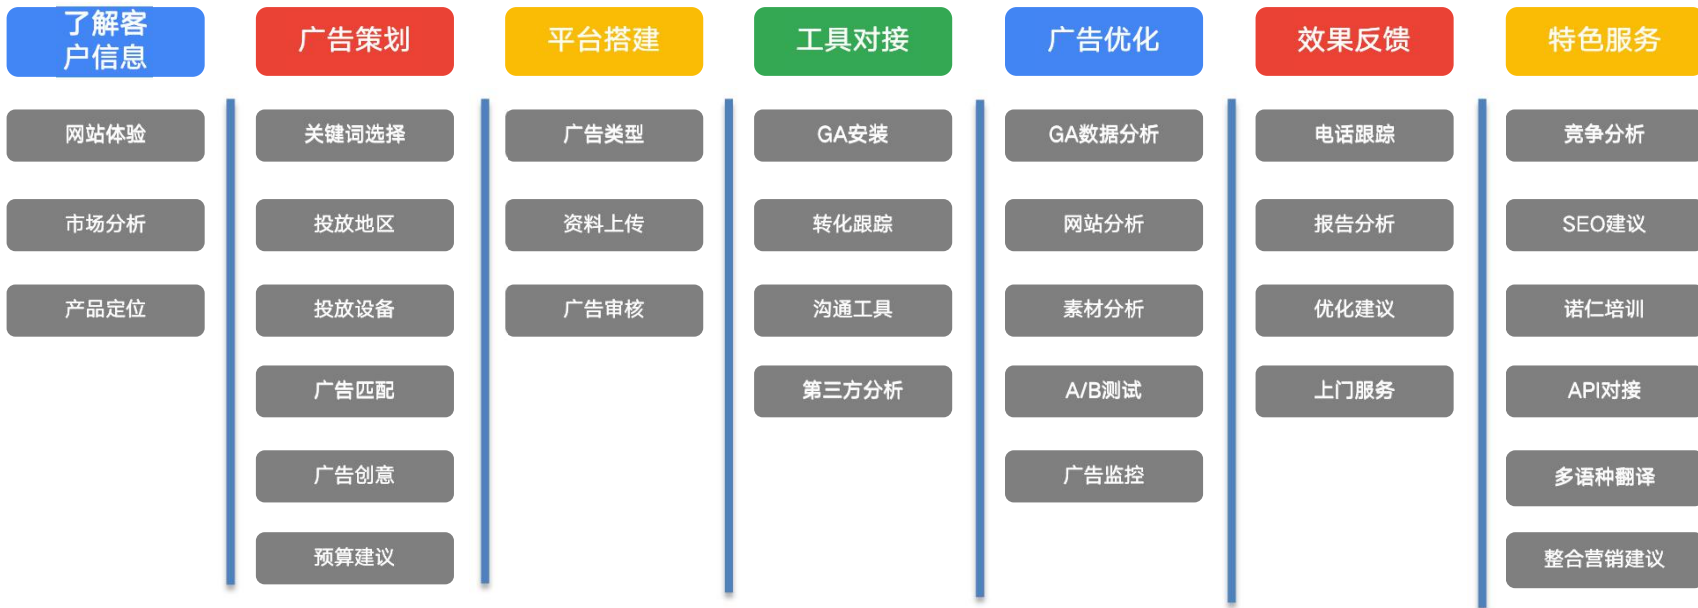 了解客
户信息
广告策划
平台搭建
工具对接
广告优化
效果反馈
特色服务
网站体验
关键词选择
广告类型
GA安装
GA数据分析
电话跟踪
竞争分析
市场分析
投放地区
资料上传
转化跟踪
网站分析
报告分析
SEO建议
产品定位
投放设备
广告审核
沟通工具
素材分析
优化建议
诺仁培训
广告匹配
第三方分析
A/B测试
上门服务
API对接
广告创意
广告监控
多语种翻译
预算建议
整合营销建议